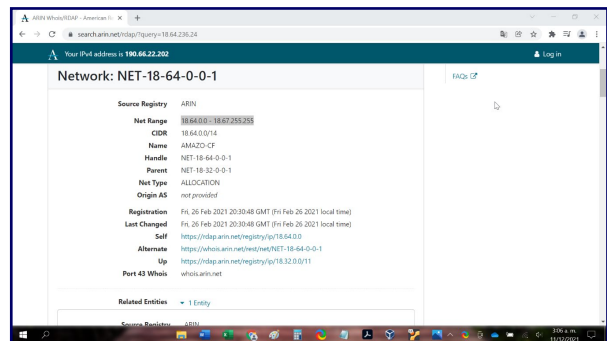 ARIN Whois/RDAP - American Re
search.arin.net/rdap/?query=18.64.236.24
Your IPv4 address is 190.66.22.202
Log in
Network: NET-18-64-0-0-1
FAQs
Source Registry ARIN
Net Range 18.64.0.0 - 18.67.255.255
CIDR 18.64.0.0/14
Name AMAZO-CF
Handle NET-18-64-0-0-1
Parent NET-18-32-0-0-1
Net Type ALLOCATION
Origin AS not provided
Registration Fri, 26 Feb 2021 20:30:48 GMT (Fri Feb 26 2021 local time)
Last Changed Fri, 26 Feb 2021 20:30:48 GMT (Fri Feb 26 2021 local time)
Self https://rdap.arin.net/registry/ip/18.64.0.0
Alternate https://whois.arin.net/rest/net/NET-18-64-0-0-1
Up https://rdap.arin.net/registry/ip/18.32.0.0/11
Port 43 Whois whois.arin.net
Related Entities 1 Entity
Source Registry ARIN
3:06 a. m.
13/12/2021